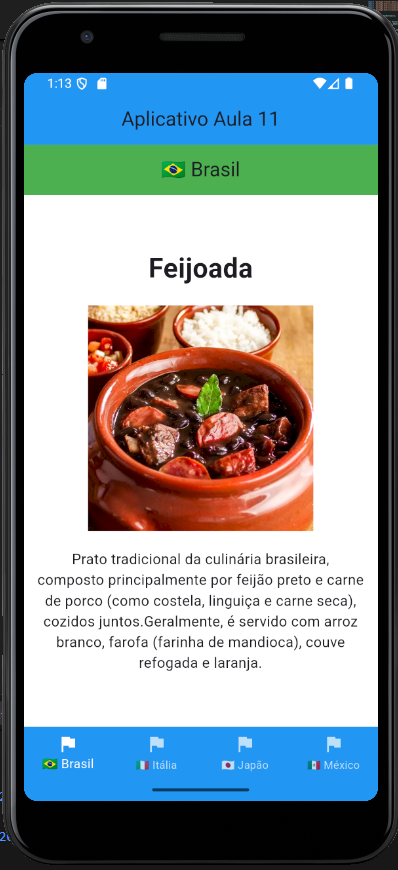 1:13
Aplicativo Aula 11
🇧🇷 Brasil
Feijoada
Prato tradicional da culinária brasileira,
composto principalmente por feijão preto e carne
de porco (como costela, linguiça e carne seca),
cozidos juntos.Geralmente, é servido com arroz
branco, farofa (farinha de mandioca), couve
refogada e laranja.
🇧🇷 Brasil
🇮🇹 Itália
🇯🇵 Japão
🇲🇽 México